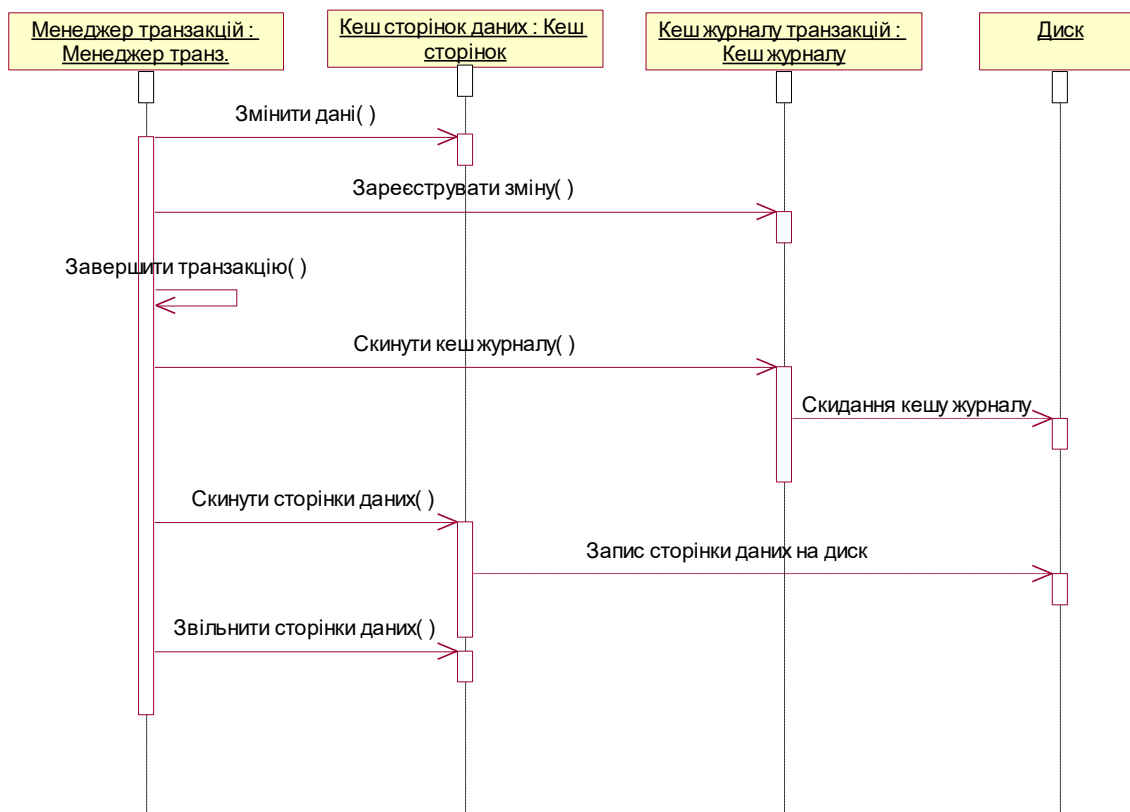 Менеджер транзакцій :
Менеджер транз.
Кеш сторінок даних : Кеш
сторінок
Кеш журналу транзакцій :
Кеш журналу
Диск
Змінити дані( )
Зареєструвати зміну( )
Завершити транзакцію( )
Скинути кеш журналу( )
Скидання кешу журналу
Скинути сторінки даних( )
Запис сторінки даних на диск
Звільнити сторінки даних( )